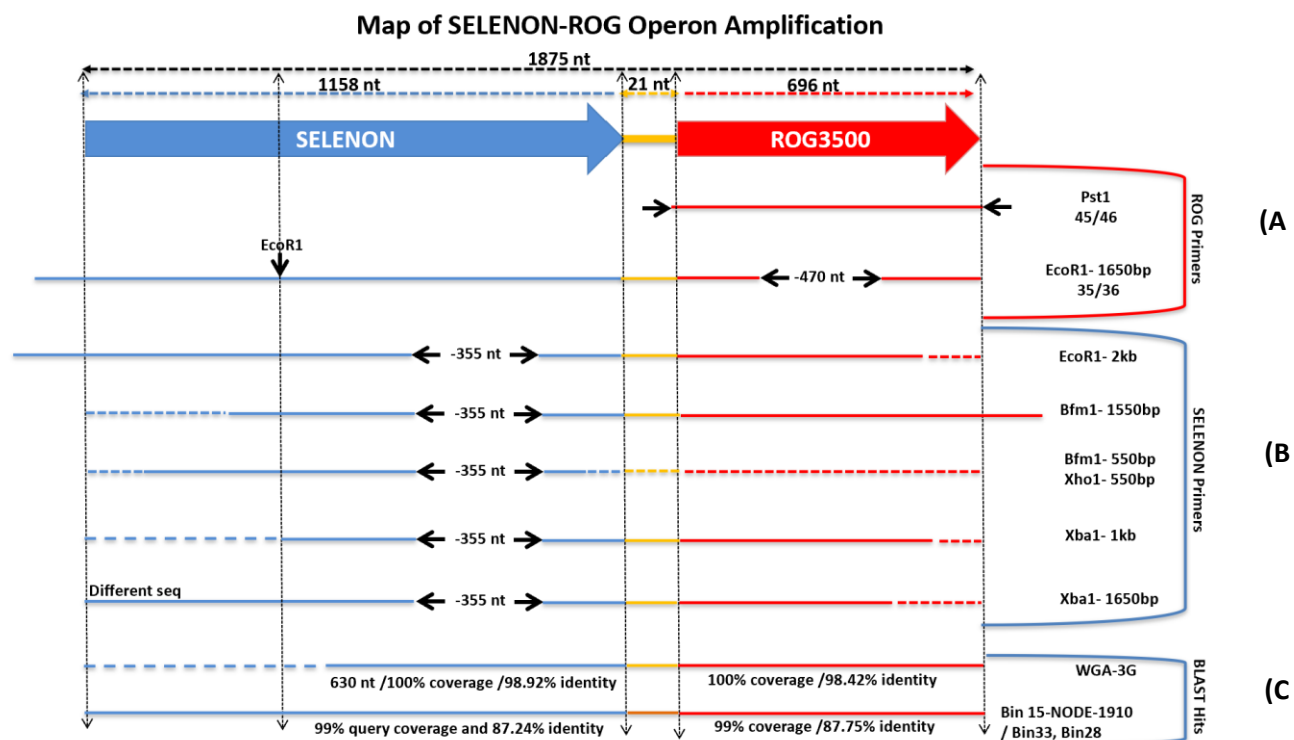 Map of SELENON-ROG Operon Amplification
1875 nt
1158 nt
21 nt
696 nt
SELENON
ROG3500
Pst1
45/46
EcoR1
-470 nt
EcoR1- 1650bp
35/36
ROG Primers
(A
-355 nt
EcoR1- 2kb
-355 nt
Bfm1- 1550bp
-355 nt
Bfm1- 550bp
Xho1- 550bp
-355 nt
Xba1- 1kb
Different seq
-355 nt
Xba1- 1650bp
SELENON Primers
(B
630 nt /100% coverage /98.92% identity
100% coverage /98.42% identity
WGA-3G
99% query coverage and 87.24% identity
99% coverage /87.75% identity
Bin 15-NODE-1910
/ Bin33, Bin28
BLAST Hits
(C